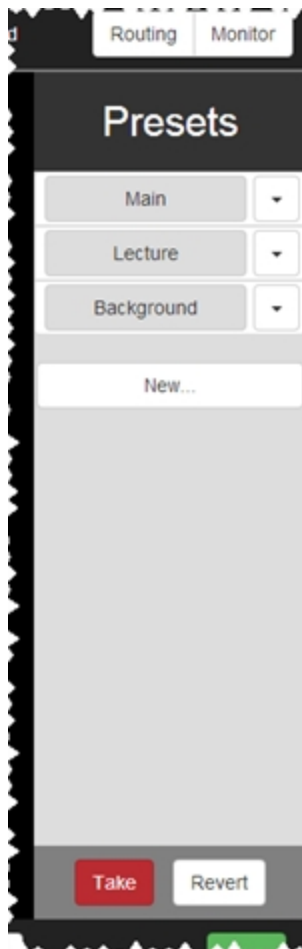 d Routing Monitor
Presets
Main
Lecture
Background
New...
Take Revert